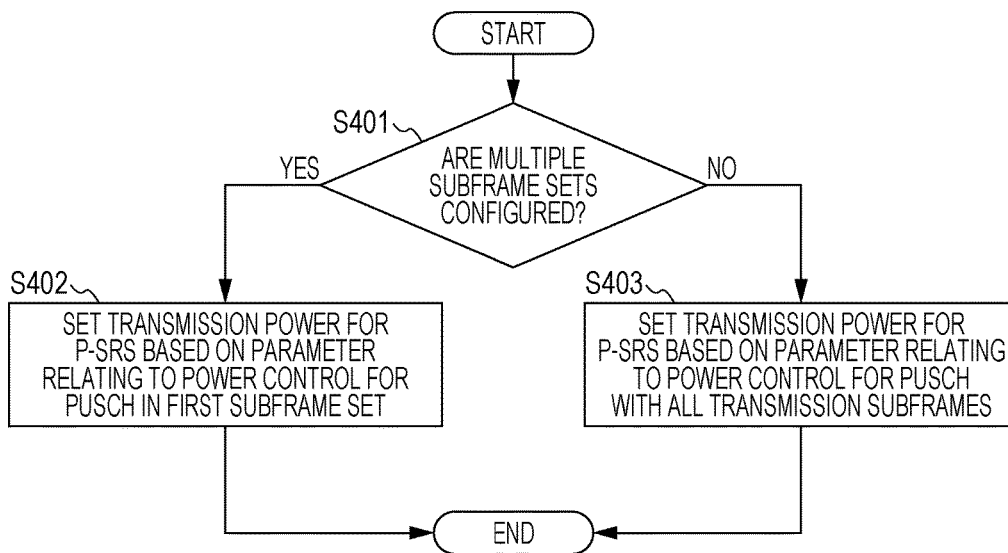 START
S401
YES
ARE MULTIPLE
SUBFRAME SETS
CONFIGURED?
NO
S402
SET TRANSMISSION POWER FOR
P-SRS BASED ON PARAMETER
RELATING TO POWER CONTROL FOR
PUSCH IN FIRST SUBFRAME SET
S403
SET TRANSMISSION POWER FOR
P-SRS BASED ON PARAMETER RELATING
TO POWER CONTROL FOR PUSCH
WITH ALL TRANSMISSION SUBFRAMES
END